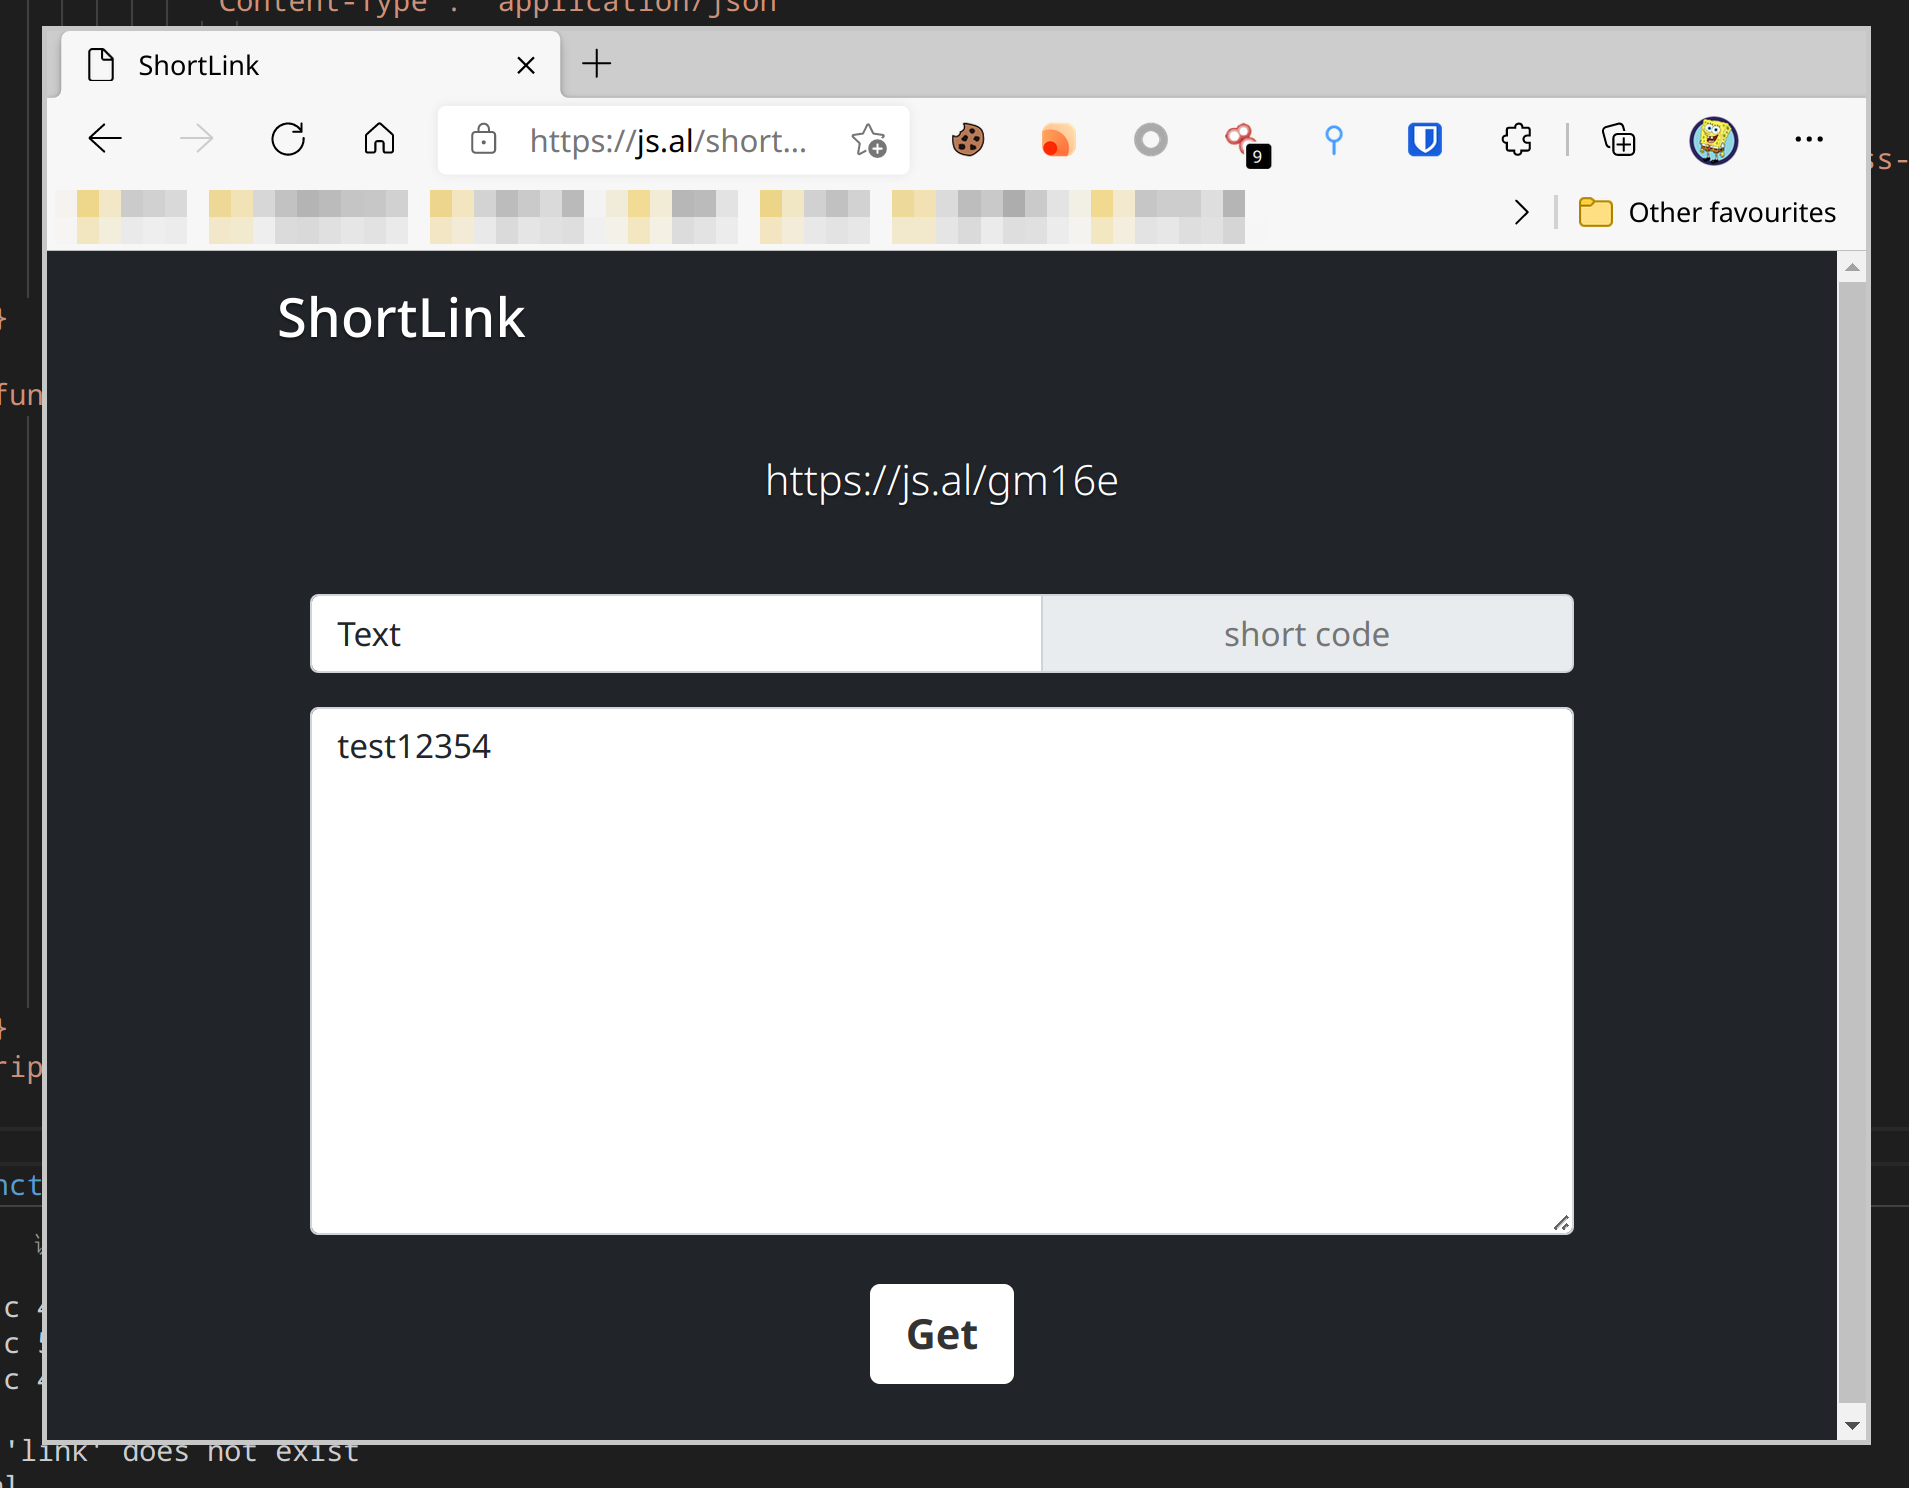 Content-Type : application/json
ShortLink
https://js.al/short...
9
ss-
Other favourites
ShortLink
}
fun
https://js.al/gm16e
Text
short code
test12354
}
rip
nct
Get
c
c
c
'link' does not exist